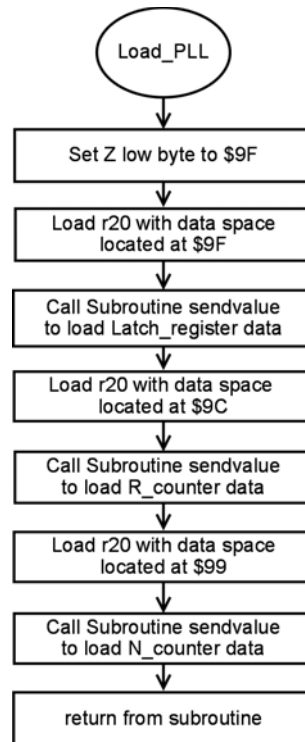 Load_PLL
Set Z low byte to $9F
Load r20 with data space
located at $9F
Call Subroutine sendvalue
to load Latch_register data
Load r20 with data space
located at $9C
Call Subroutine sendvalue
to load R_counter data
Load r20 with data space
located at $99
Call Subroutine sendvalue
to load N_counter data
return from subroutine